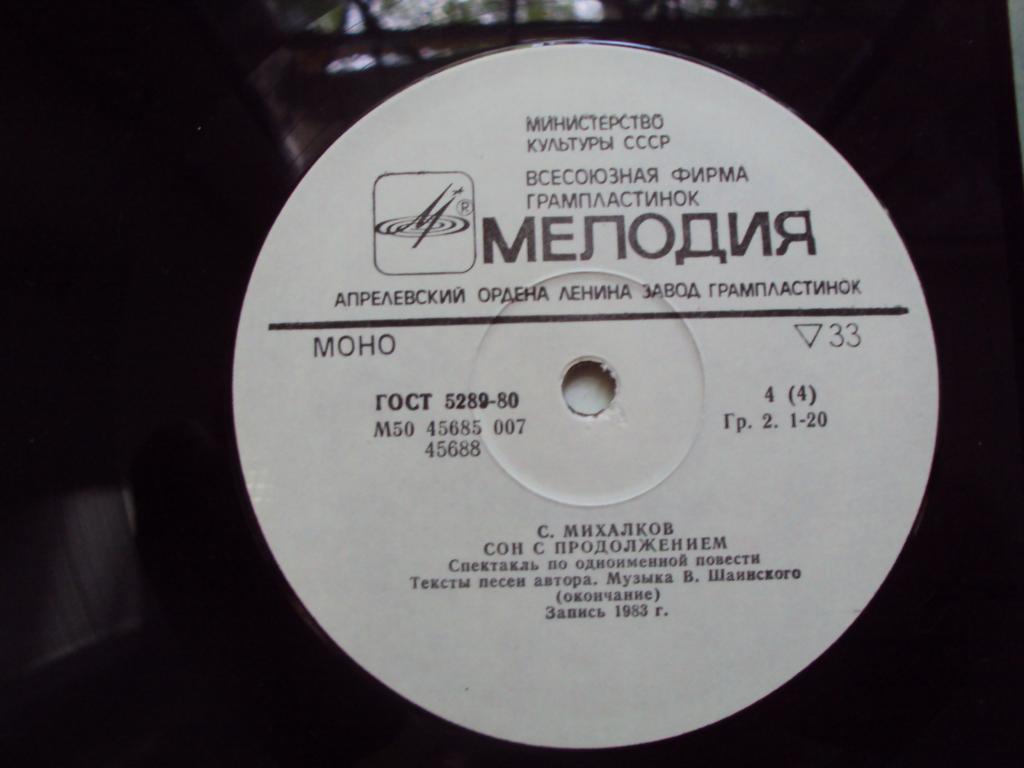 МИНИСТЕРСТВО
КУЛЬТУРЫ СССР
ВСЕСОЮЗНАЯ ФИРМА
ГРАМПЛАСТИНОК
®
МЕЛОДИЯ
АПРЕЛЕВСКИЙ ОРДЕНА ЛЕНИНА ЗАВОД ГРАМПЛАСТИНОК
МОНО
▽33
ГОСТ 5289-80
М50 45685 007
45688
4 (4)
Гр. 2. 1-20
С. МИХАЛКОВ
СОН С ПРОДОЛЖЕНИЕМ
Спектакль по одноименной повести
Тексты песен автора. Музыка В. Шаинского
(окончание)
Запись 1983 г.